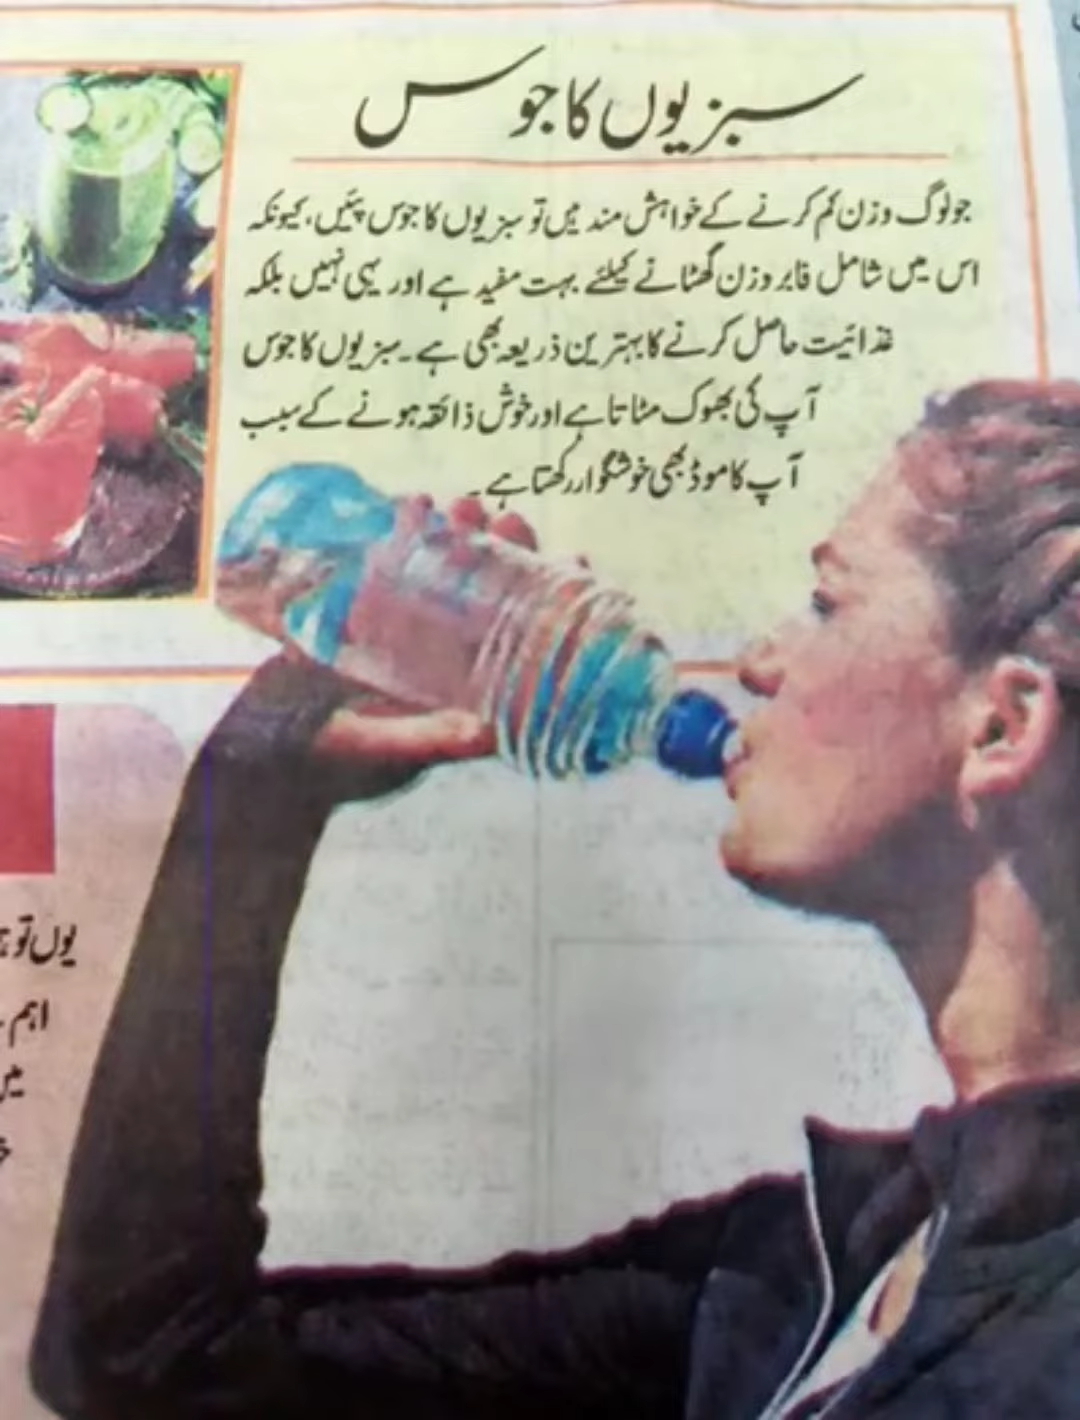 سبزیوں کا جوس
جو لوگ وزن کم کرنے کے خواہش مند ہیں تو سبزیوں کا جوس پئیں، کیونکہ
اس میں شامل فابر وزن گھٹانے کیلئے بہت مفید ہے اور یہی نہیں بلکہ
غذائیت حاصل کرنے کا بہترین ذریعہ بھی ہے۔ سبزیوں کا جوس
آپ کی بھوک مٹاتا ہے اور خوش ذائقہ ہونے کے سبب
آپ کا موڈ بھی خوشگوار رکھتا ہے۔
یوں تو
اہم
میں